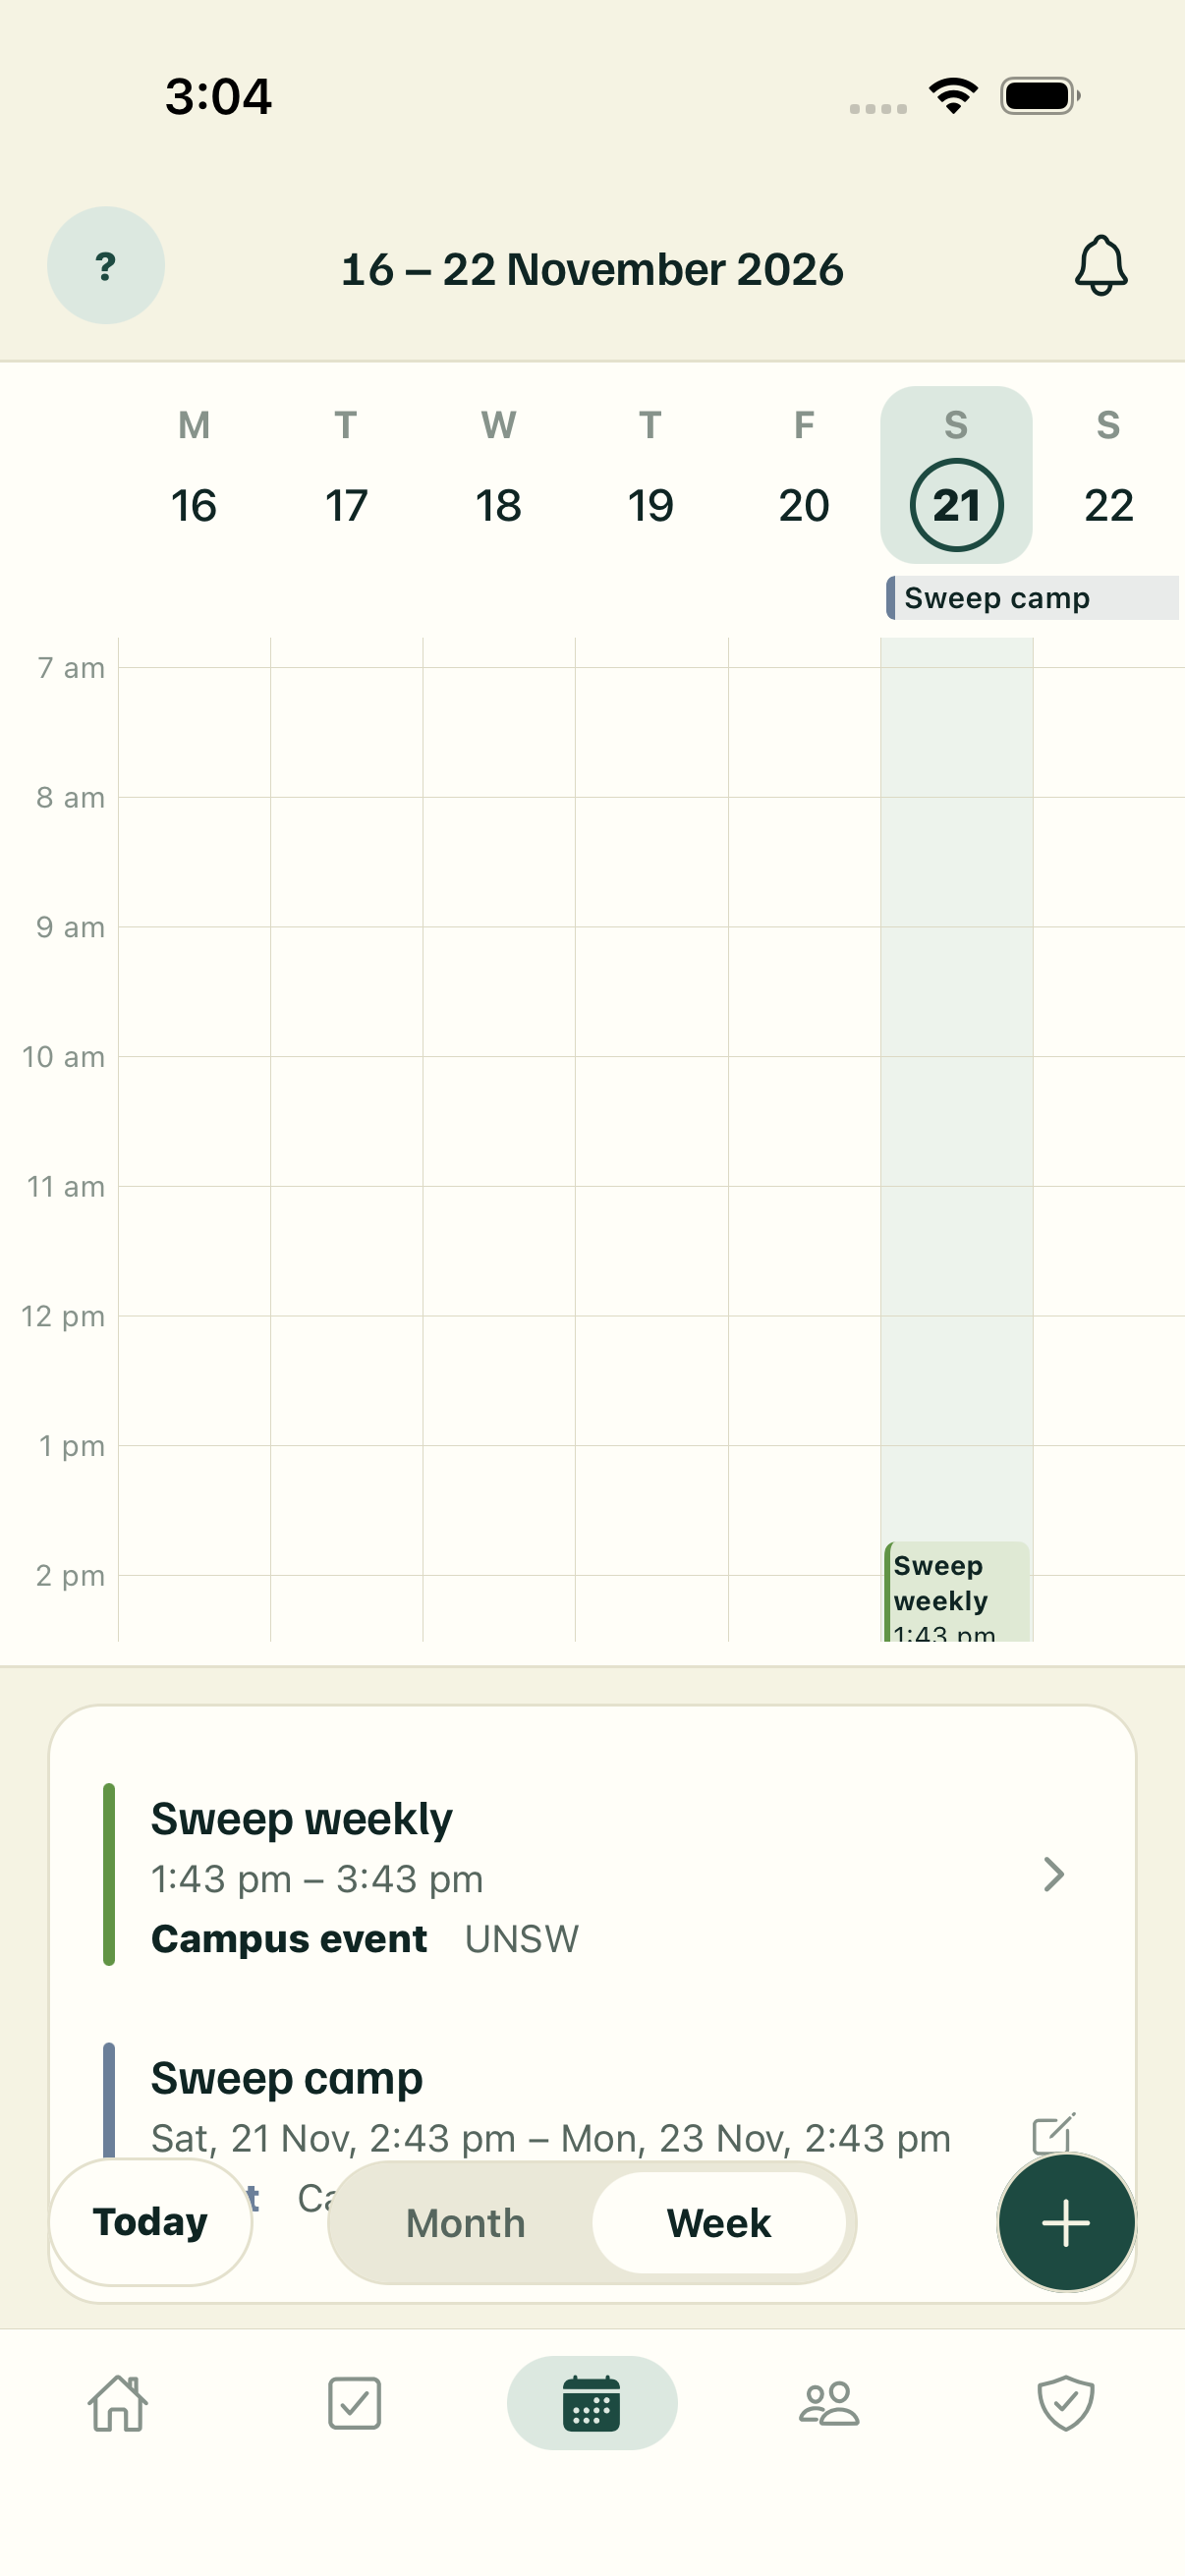 3:04
?
16 – 22 November 2026
M T W T F S S
16 17 18 19 20 21 22
Sweep camp
7 am
8 am
9 am
10 am
11 am
12 pm
1 pm
2 pm
Sweep
weekly
1:43 pm
Sweep weekly
1:43 pm – 3:43 pm
Campus event UNSW
Sweep camp
Sat, 21 Nov, 2:43 pm – Mon, 23 Nov, 2:43 pm
Today Month Week